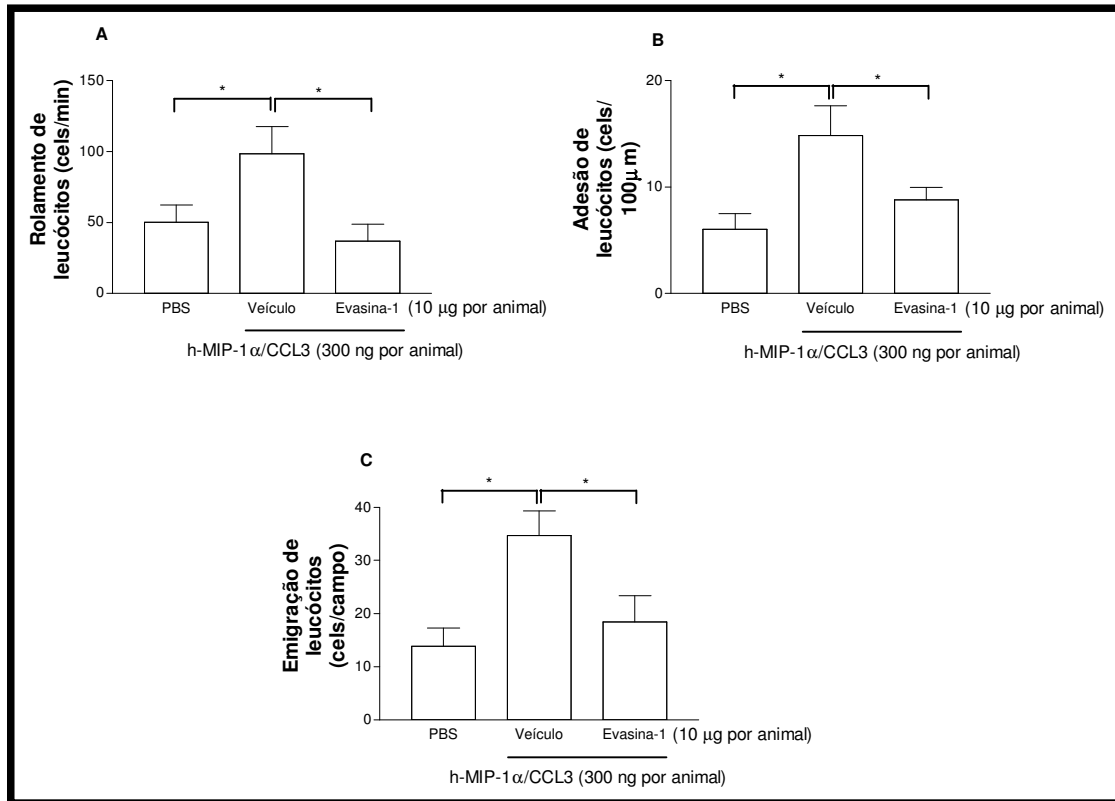 A
Rolamento de
leucócitos (cels/min)
150
100
50
0
* *
PBS Veículo Evasina-1 (10 μg por animal)
h-MIP-1α/CCL3 (300 ng por animal)
B
Adesão de
leucócitos (cels/
100μm)
20
10
0
* *
PBS Veículo Evasina-1 (10 μg por animal)
h-MIP-1α/CCL3 (300 ng por animal)
C
Emigração de
leucócitos
(cels/campo)
40
30
20
10
0
* *
PBS Veículo Evasina-1 (10 μg por animal)
h-MIP-1α/CCL3 (300 ng por animal)